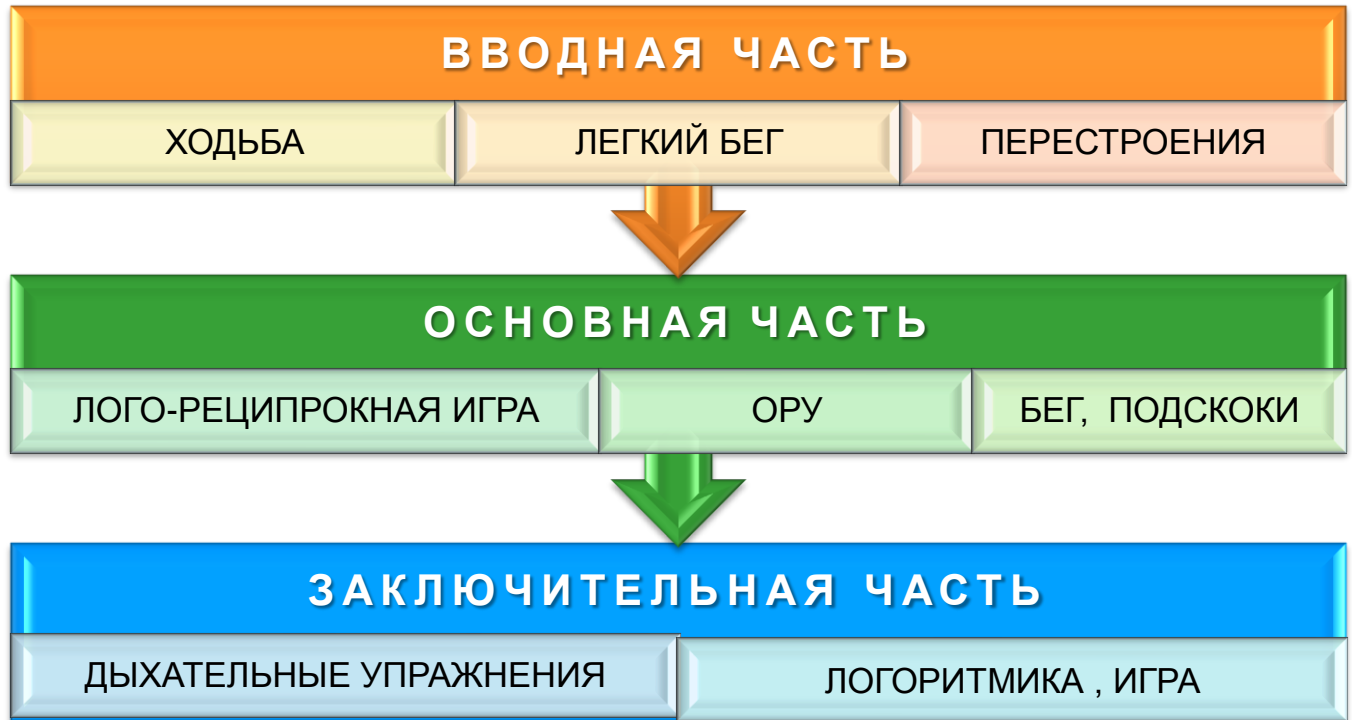 ВВОДНАЯ ЧАСТЬ
ХОДЬБА
ЛЕГКИЙ БЕГ
ПЕРЕСТРОЕНИЯ
ОСНОВНАЯ ЧАСТЬ
ЛОГО-РЕЦИПРОКНАЯ ИГРА
ОРУ
БЕГ, ПОДСКОКИ
ЗАКЛЮЧИТЕЛЬНАЯ ЧАСТЬ
ДЫХАТЕЛЬНЫЕ УПРАЖНЕНИЯ
ЛОГОРИТМИКА , ИГРА